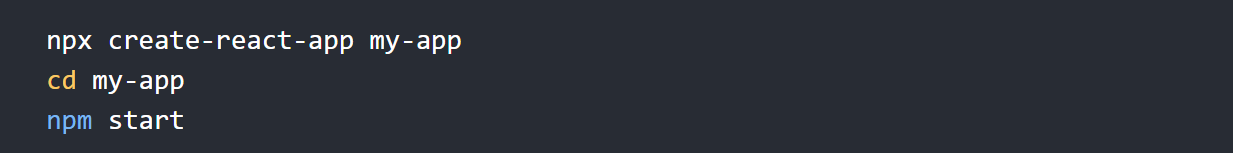 npx create-react-app my-app
cd my-app
npm start